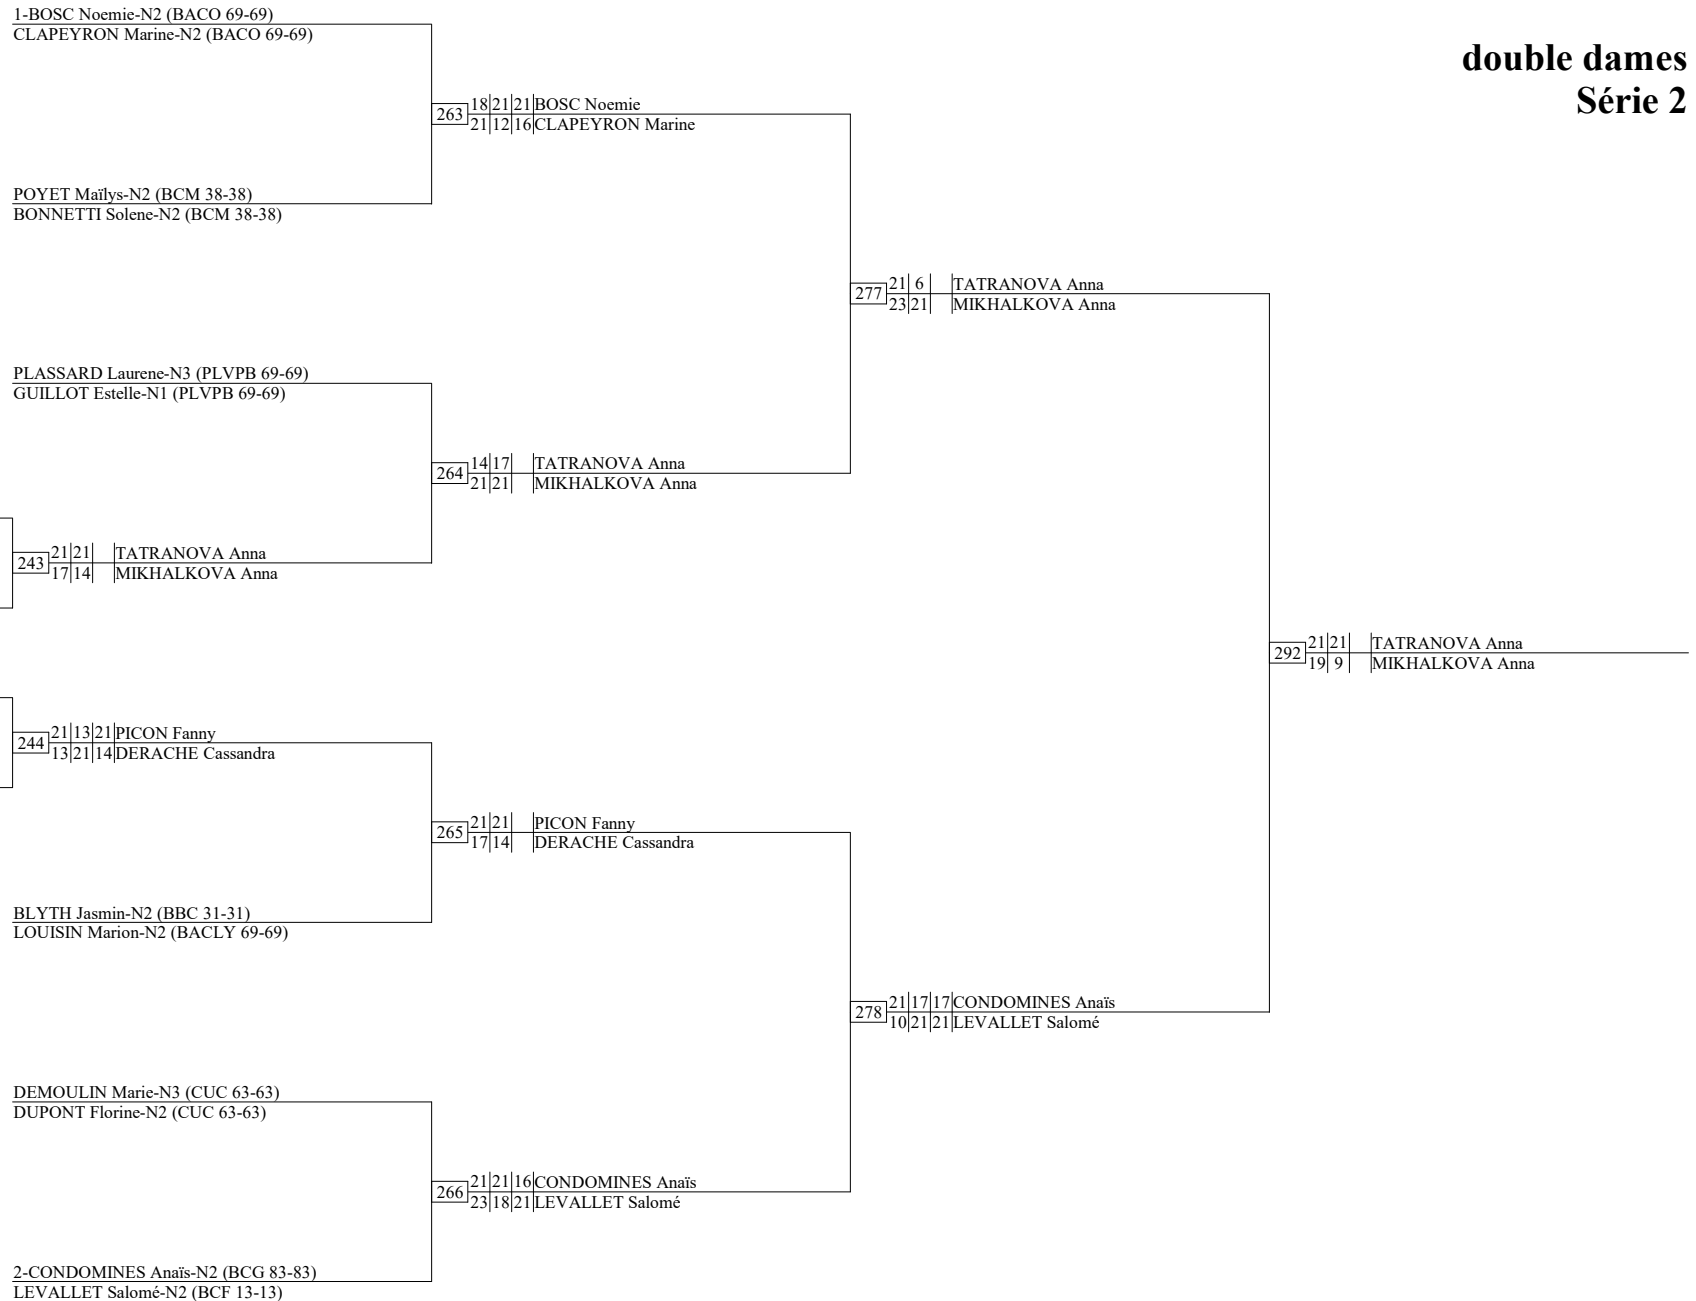 1-BOSC Noemie-N2 (BACO 69-69)
CLAPEYRON Marine-N2 (BACO 69-69)
double dames
Série 2
263 18 21 21 BOSC Noemie
21 12 16 CLAPEYRON Marine
POYET Maïlys-N2 (BCM 38-38)
BONNETTI Solene-N2 (BCM 38-38)
277 21 6 TATRANOVA Anna
23 21 MIKHALKOVA Anna
PLASSARD Laurene-N3 (PLVPB 69-69)
GUILLOT Estelle-N1 (PLVPB 69-69)
264 14 17 TATRANOVA Anna
21 21 MIKHALKOVA Anna
243 21 21 TATRANOVA Anna
17 14 MIKHALKOVA Anna
292 21 21 TATRANOVA Anna
19 9 MIKHALKOVA Anna
244 21 13 21 PICON Fanny
13 21 14 DERACHE Cassandra
265 21 21 PICON Fanny
17 14 DERACHE Cassandra
BLYTH Jasmin-N2 (BBC 31-31)
LOUISIN Marion-N2 (BACLY 69-69)
278 21 17 17 CONDOMINES Anaïs
10 21 21 LEVALLET Salomé
DEMOULIN Marie-N3 (CUC 63-63)
DUPONT Florine-N2 (CUC 63-63)
266 21 21 16 CONDOMINES Anaïs
23 18 21 LEVALLET Salomé
2-CONDOMINES Anaïs-N2 (BCG 83-83)
LEVALLET Salomé-N2 (BCF 13-13)